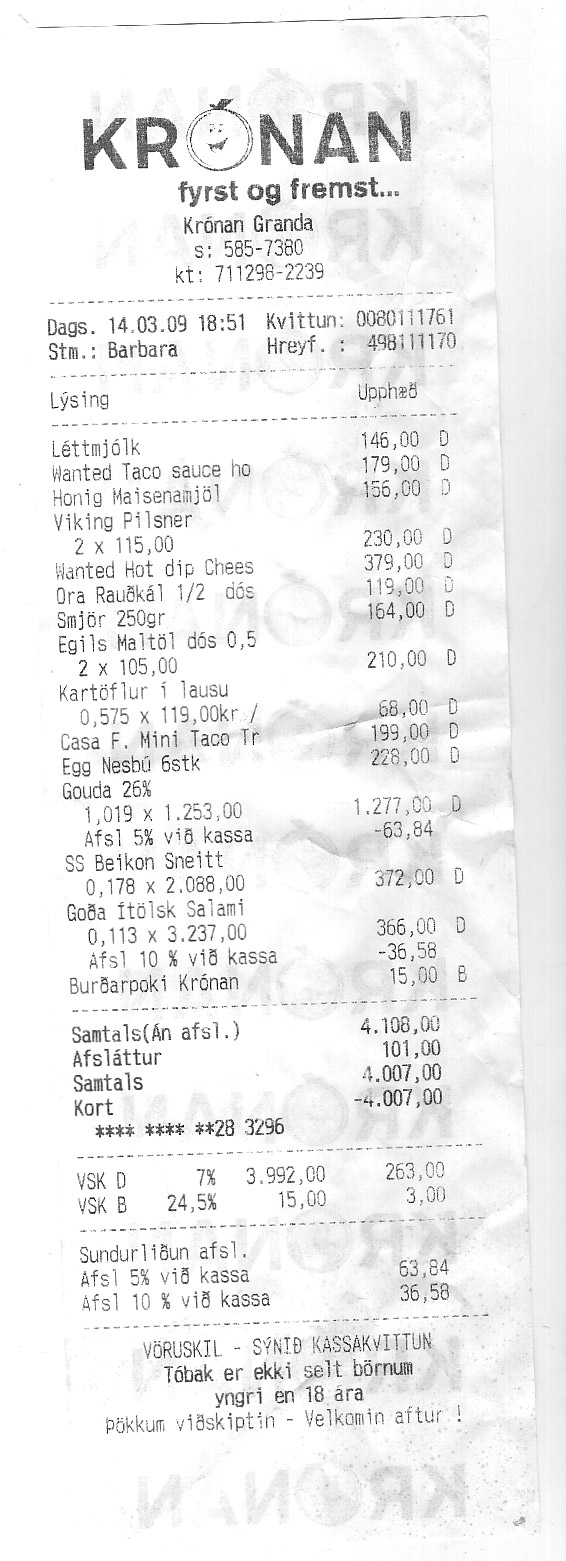 KRÓNAN
fyrst og fremst...
Krónan Granda
s: 585-7380
kt: 711298-2239
Dags. 14.03.09 18:51 Kvittun: 0080111761
Stm.: Barbara Hreyf. : 498111170
Lýsing Upphæð
Léttmjólk 146,00 D
Wanted Taco sauce ho 179,00 D
Honig Maisenamjöl 156,00 D
Viking Pilsner
2 x 115,00 230,00 D
Wanted Hot dip Chees 379,00 D
Ora Rauðkál 1/2 dós 119,00 D
Smjör 250gr 164,00 D
Egils Maltöl dós 0,5
2 x 105,00 210,00 D
Kartöflur í lausu
0,575 x 119,00kr./ 68,00 D
Casa F. Mini Taco Tr 199,00 D
Egg Nesbú 6stk 228,00 D
Gouda 26%
1,019 x 1.253,00 1.277,00 D
Afsl 5% við kassa -63,84
SS Beikon Sneitt
0,178 x 2.088,00 372,00 D
Goða Ítölsk Salami
0,113 x 3.237,00 366,00 D
Afsl 10 % við kassa -36,58
Burðarpoki Krónan 15,00 B
Samtals(Án afsl.) 4.108,00
Afsláttur 101,00
Samtals 4.007,00
Kort -4.007,00
**** **** **28 3296
VSK D 7% 3.992,00 263,00
VSK B 24,5% 15,00 3,00
Sundurliðun afsl.
Afsl 5% við kassa 63,84
Afsl 10 % við kassa 36,58
VÖRUSKIL - SÝNIÐ KASSAKVITTUN
Tóbak er ekki selt börnum
yngri en 18 ára
Þökkum viðskiptin - Velkomin aftur !